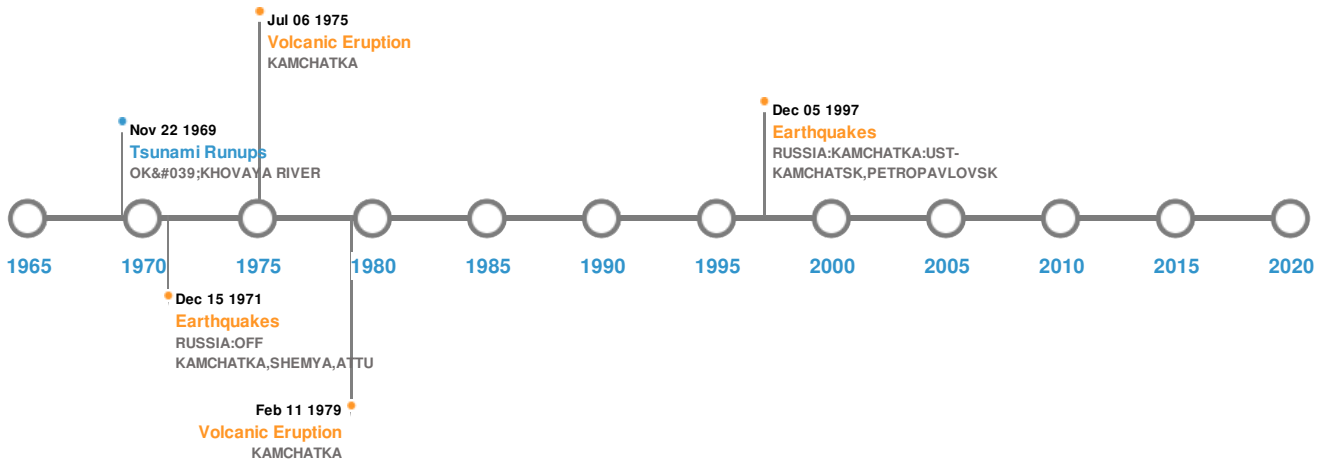 Jul 06 1975
Volcanic Eruption
KAMCHATKA
Nov 22 1969
Tsunami Runups
OK&#039;KHOVAYA RIVER
Dec 05 1997
Earthquakes
RUSSIA:KAMCHATKA:UST-
KAMCHATSK,PETROPAVLOVSK
1965 1970 1975 1980 1985 1990 1995 2000 2005 2010 2015 2020
Dec 15 1971
Earthquakes
RUSSIA:OFF
KAMCHATKA,SHEMYA,ATTU
Feb 11 1979
Volcanic Eruption
KAMCHATKA